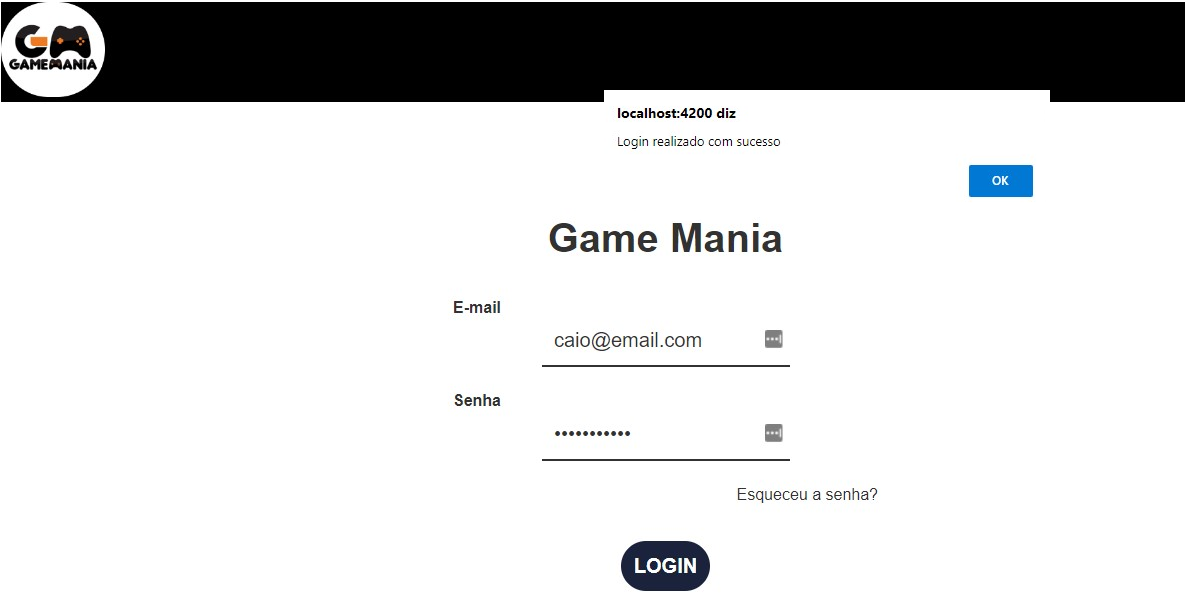 GAMEMANIA
localhost:4200 diz
Login realizado com sucesso
OK
Game Mania
E-mail
caio@email.com
Senha
•••••••••••
Esqueceu a senha?
LOGIN